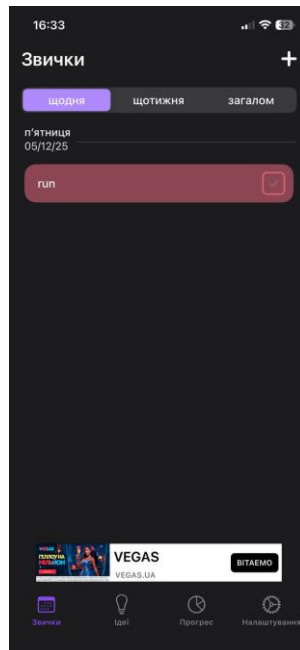 16:33
32
Звички
+
щодня щотижня загалом
п'ятниця
05/12/25
run
VEGAS
VEGAS.UA
ВІТАЄМО
Звички Ідеї Прогрес Налаштування